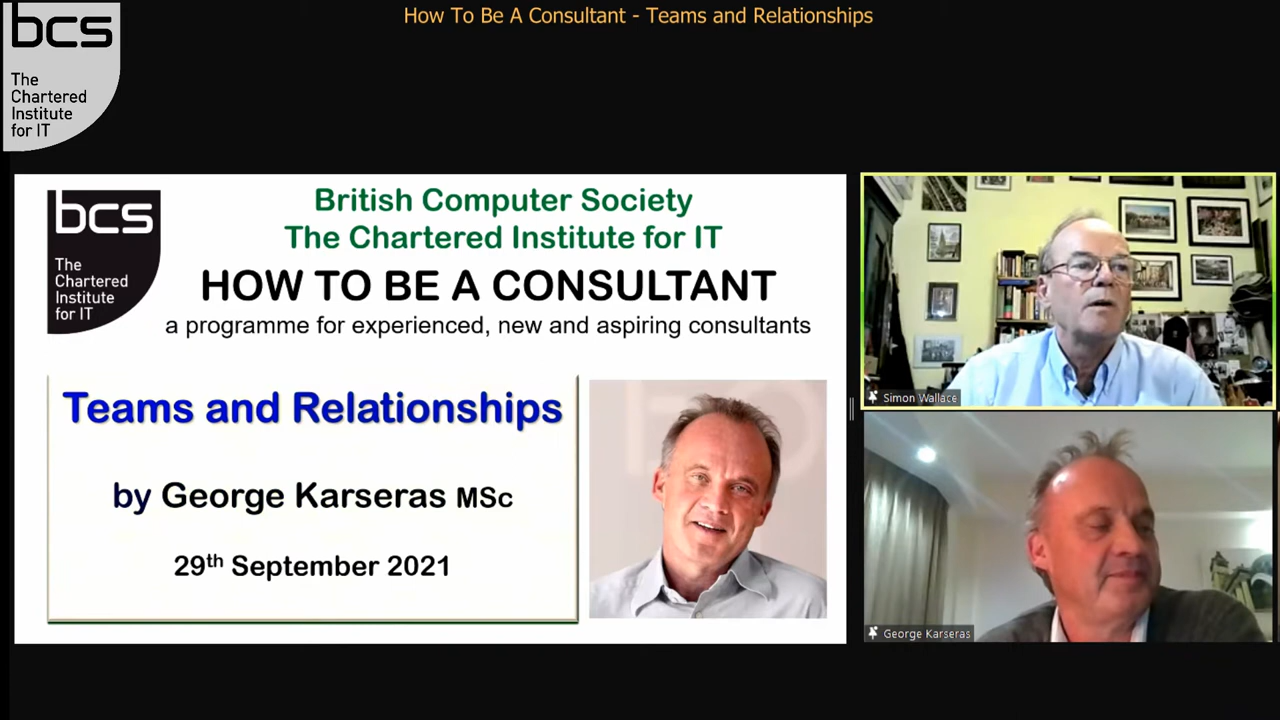 How To Be A Consultant - Teams and Relationships
bcs
The
Chartered
Institute
for IT
bcs
The
Chartered
Institute
for IT
British Computer Society
The Chartered Institute for IT
HOW TO BE A CONSULTANT
a programme for experienced, new and aspiring consultants
Teams and Relationships
by George Karseras MSc
29th September 2021
Simon Wallace
George Karseras